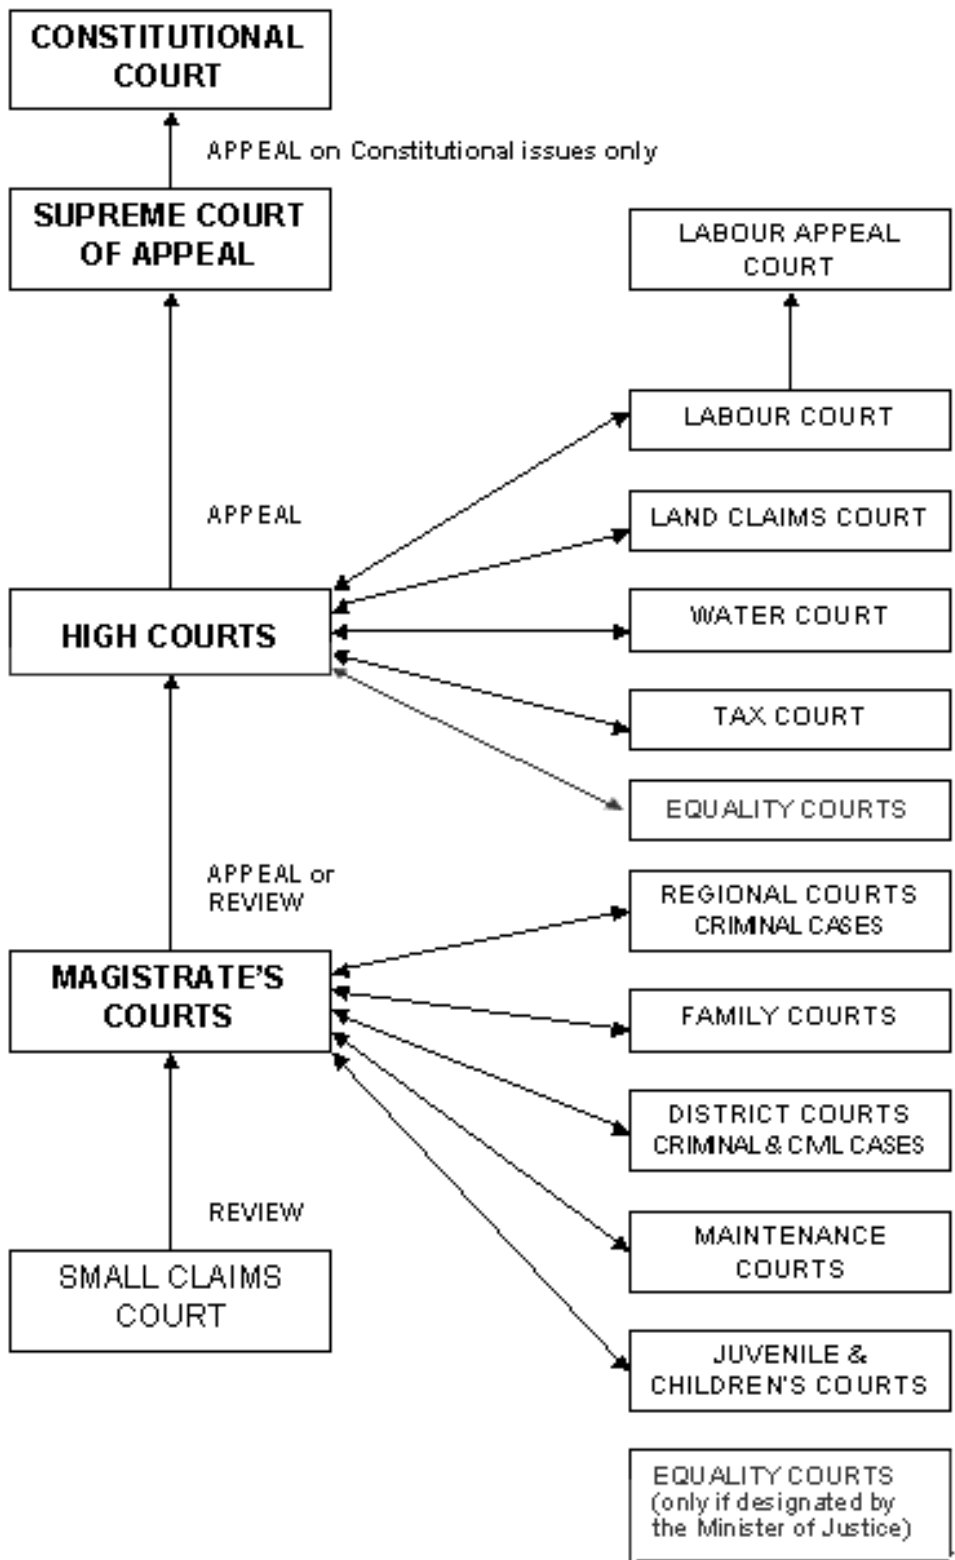 CONSTITUTIONAL
COURT
APPEAL on Constitutional issues only
SUPREME COURT
OF APPEAL
LABOUR APPEAL
COURT
LABOUR COURT
APPEAL
LAND CLAIMS COURT
HIGH COURTS
WATER COURT
TAX COURT
EQUALITY COURTS
APPEAL or
REVIEW
REGIONAL COURTS
CRIMINAL CASES
MAGISTRATE'S
COURTS
FAMILY COURTS
DISTRICT COURTS
CRIMINAL & CIVIL CASES
REVIEW
MAINTENANCE
COURTS
SMALL CLAIMS
COURT
JUVENILE &
CHILDREN'S COURTS
EQUALITY COURTS
(only if designated by
the Minister of Justice)